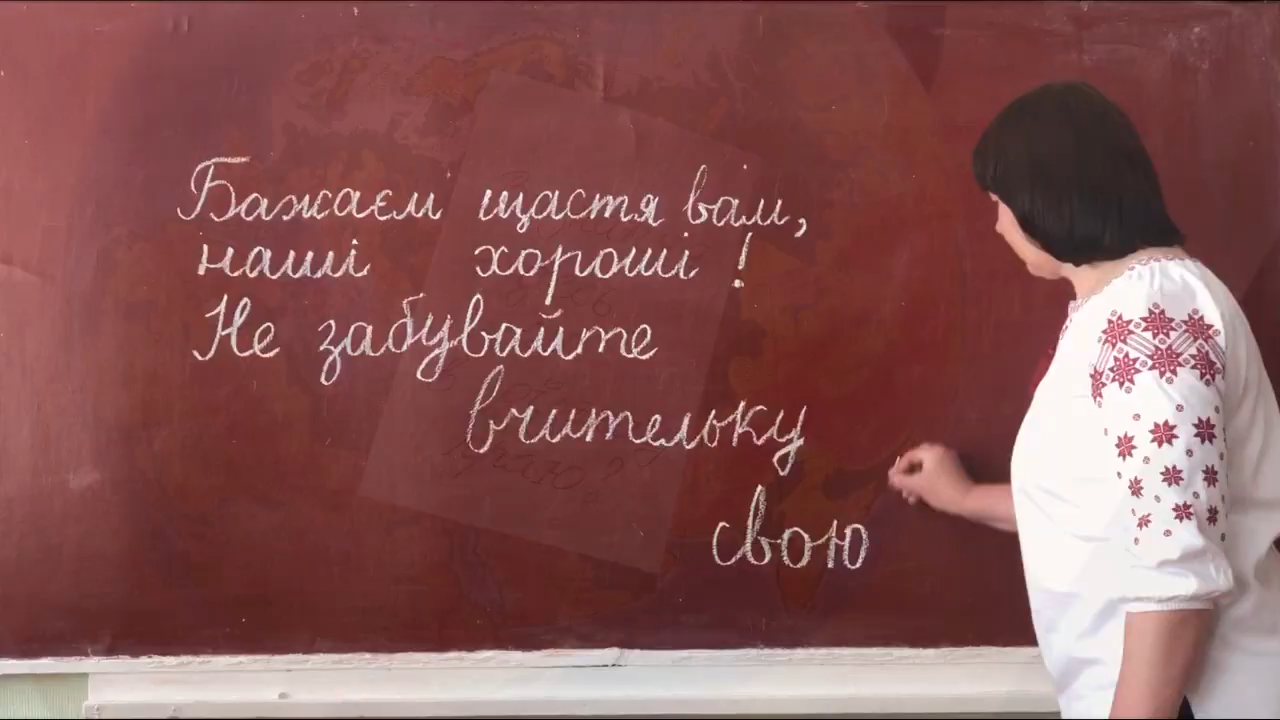 Бажаєм щастя вам,
наші хороші !
Не забувайте
вчительку
свою